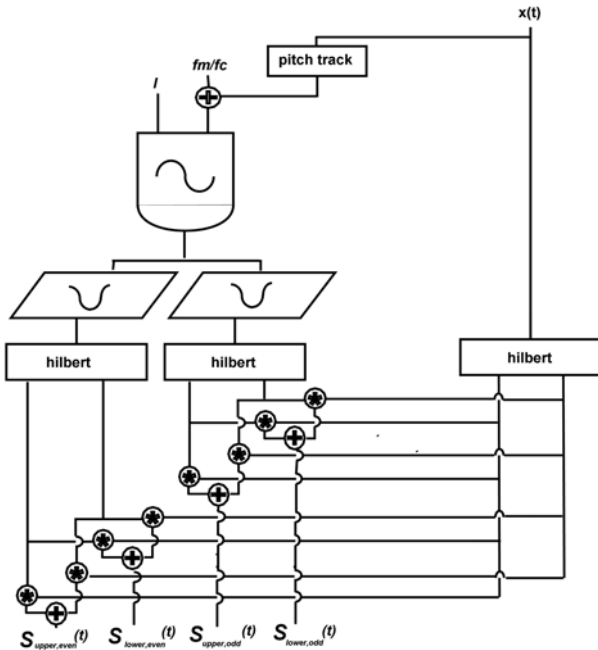 x(t)
pitch track
fm/fc
I
hilbert
hilbert
hilbert
S upper,even (t)
S lower,even (t)
S upper,odd (t)
S lower,odd (t)